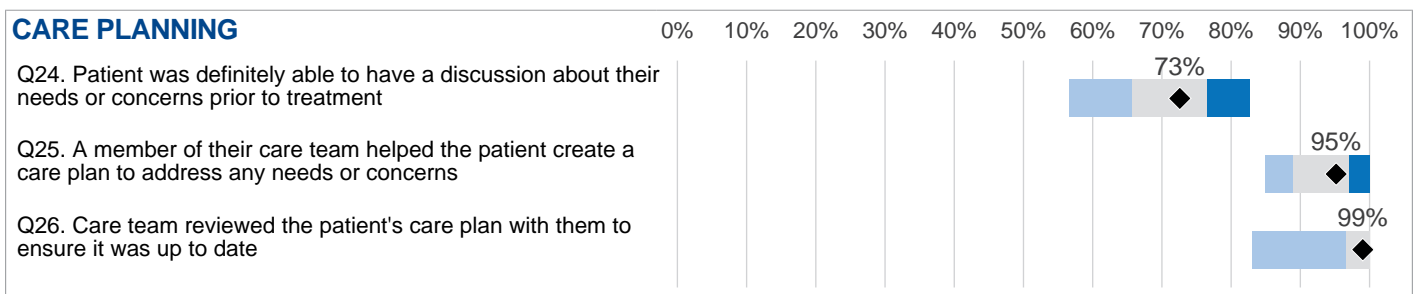 CARE PLANNING
0% 10% 20% 30% 40% 50% 60% 70% 80% 90% 100%
Q24. Patient was definitely able to have a discussion about their
needs or concerns prior to treatment
73%
Q25. A member of their care team helped the patient create a
care plan to address any needs or concerns
95%
Q26. Care team reviewed the patient's care plan with them to
ensure it was up to date
99%